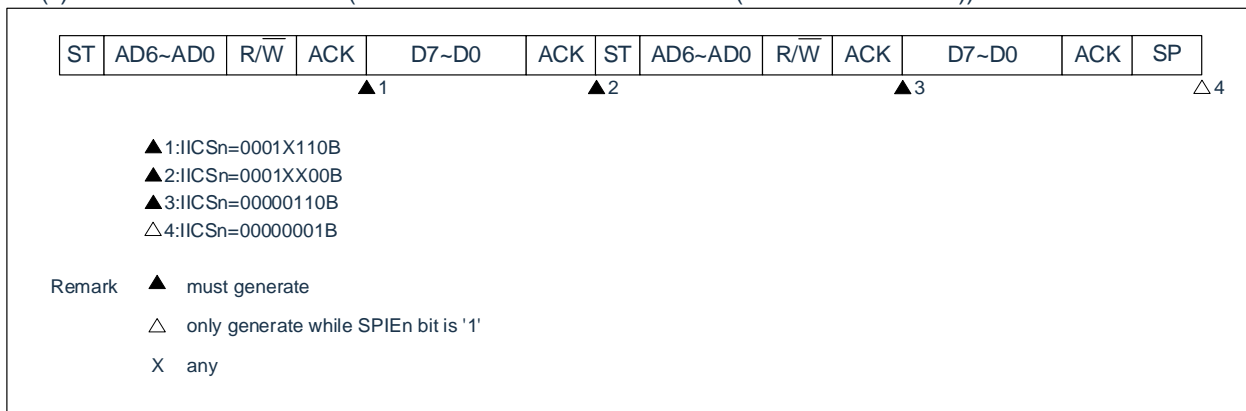 ST AD6~AD0 R/W ACK D7~D0 ACK ST AD6~AD0 R/W ACK D7~D0 ACK SP
▲1 ▲2 ▲3 △4
▲1:IICSn=0001X110B
▲2:IICSn=0001XX00B
▲3:IICSn=00000110B
△4:IICSn=00000001B
Remark ▲ must generate
△ only generate while SPIEn bit is '1'
X any